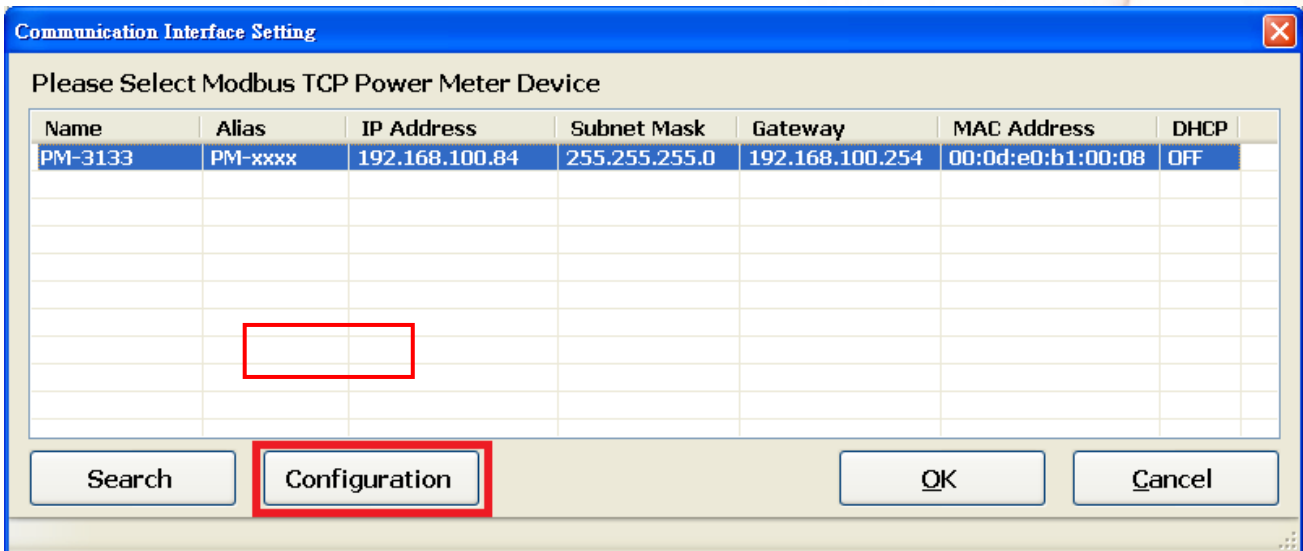 Communication Interface Setting
Please Select Modbus TCP Power Meter Device
Name Alias IP Address Subnet Mask Gateway MAC Address DHCP
PM-3133 PM-xxxx 192.168.100.84 255.255.255.0 192.168.100.254 00:0d:e0:b1:00:08 OFF
Search Configuration OK Cancel